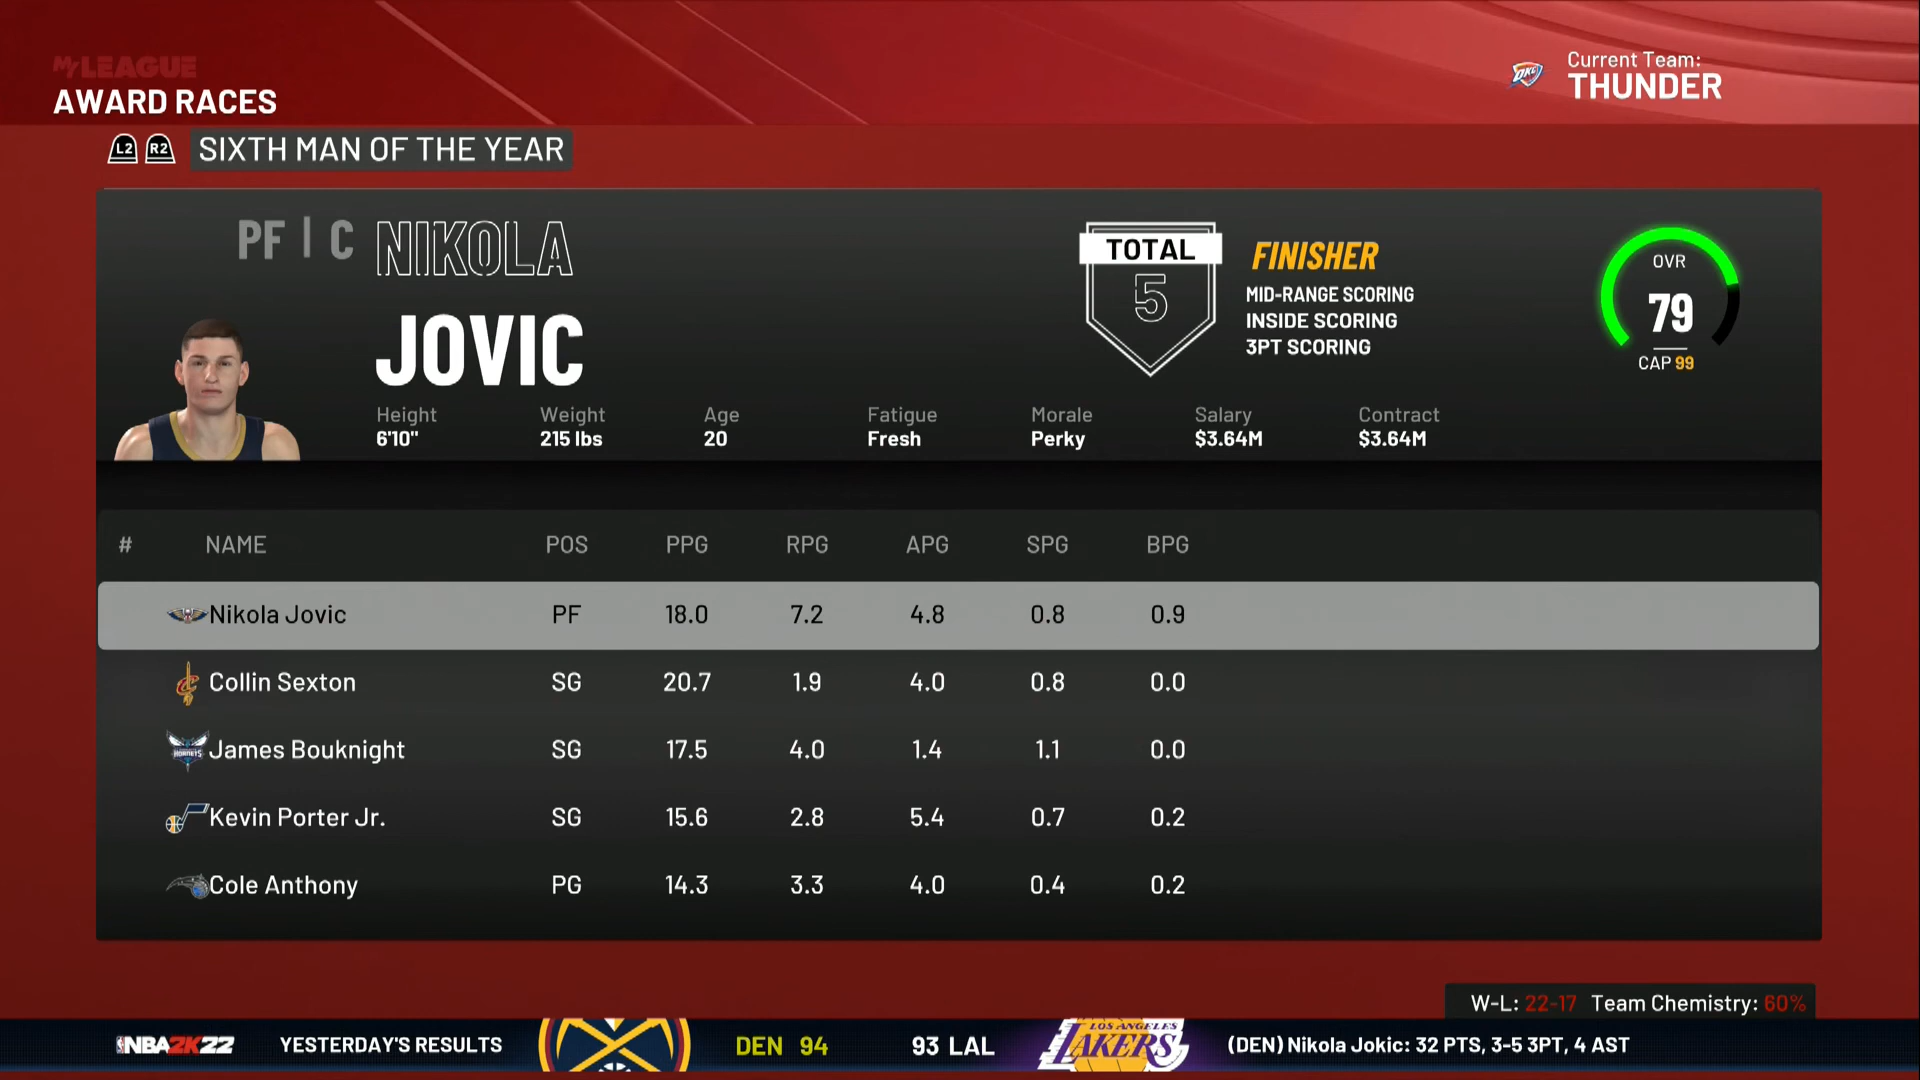 MyLEAGUE
AWARD RACES
Current Team:
THUNDER
OKC
L2 R2 SIXTH MAN OF THE YEAR
PF | C NIKOLA
JOVIC
TOTAL
5
FINISHER
MID-RANGE SCORING
INSIDE SCORING
3PT SCORING
OVR
79
CAP 99
Height Weight Age Fatigue Morale Salary Contract
6'10" 215 lbs 20 Fresh Perky $3.64M $3.64M
# NAME POS PPG RPG APG SPG BPG
Nikola Jovic PF 18.0 7.2 4.8 0.8 0.9
Collin Sexton SG 20.7 1.9 4.0 0.8 0.0
HORNETS James Bouknight SG 17.5 4.0 1.4 1.1 0.0
Kevin Porter Jr. SG 15.6 2.8 5.4 0.7 0.2
Cole Anthony PG 14.3 3.3 4.0 0.4 0.2
W-L: 22-17 Team Chemistry: 60%
NBA2K22 YESTERDAY'S RESULTS DEN 94 93 LAL LOS ANGELES LAKERS (DEN) Nikola Jokic: 32 PTS, 3-5 3PT, 4 AST